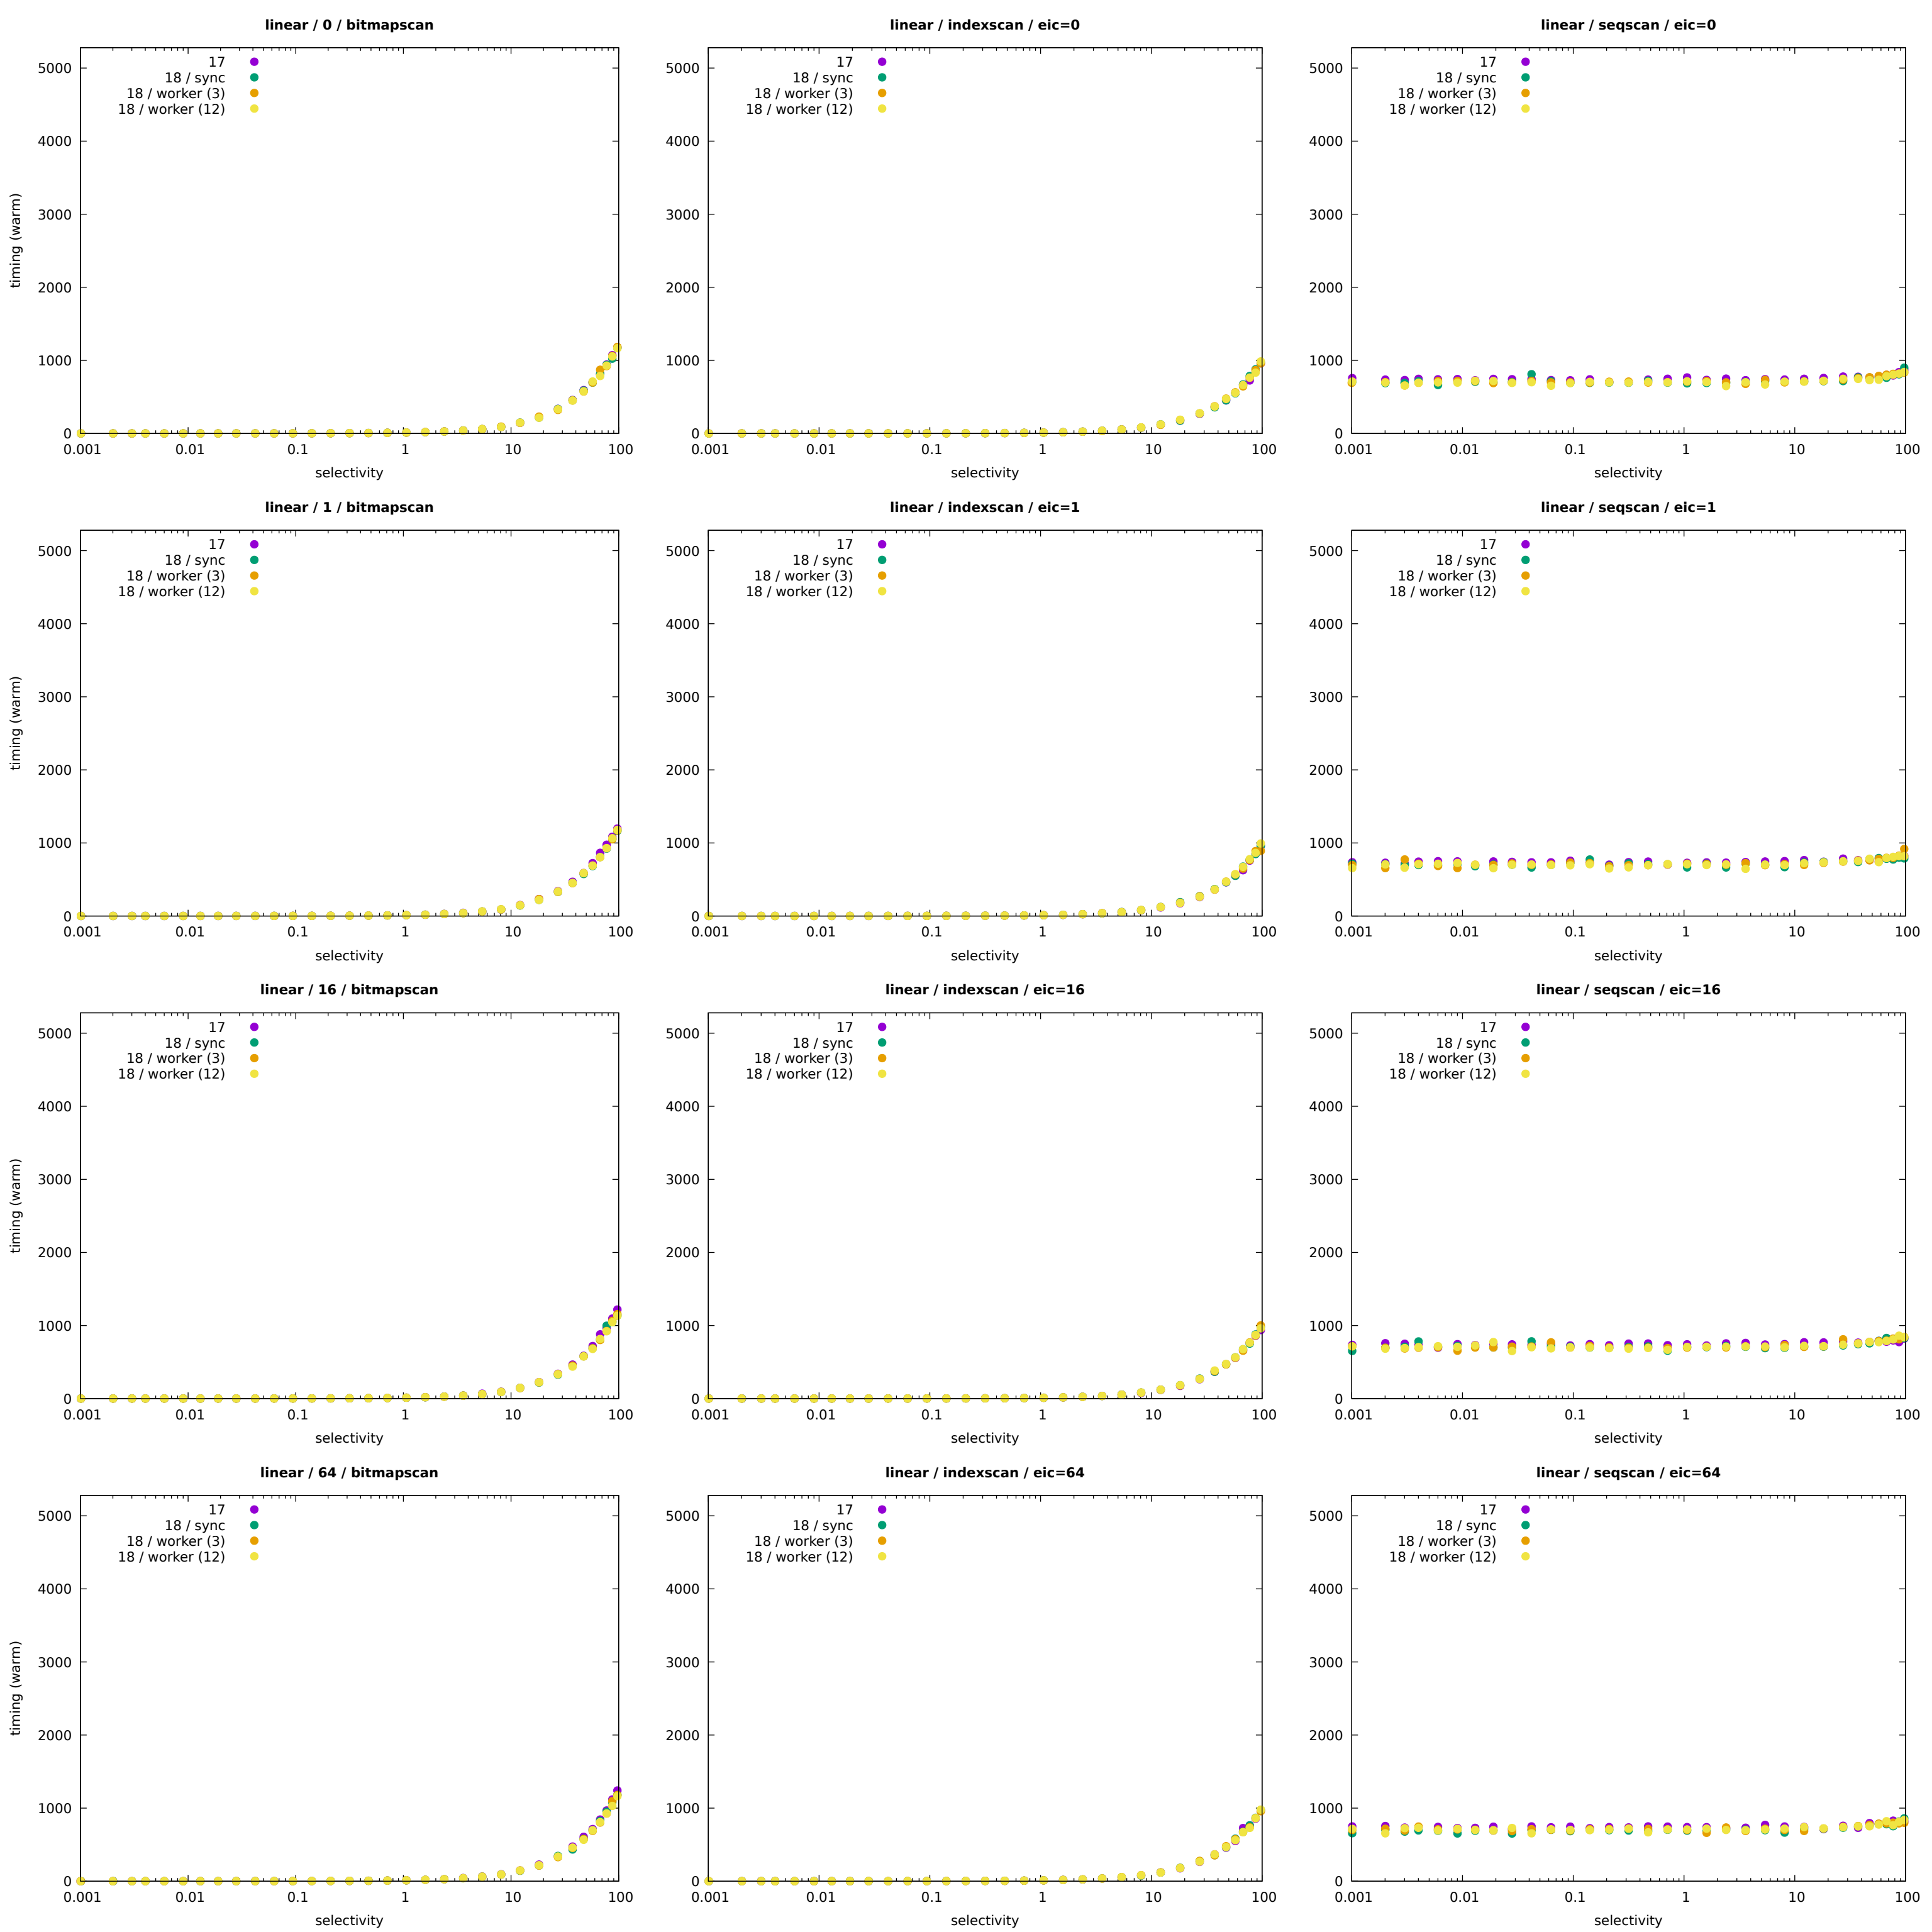 linear / 0 / bitmapscan
timing (warm)
5000
4000
3000
2000
1000
0
17
18 / sync
18 / worker (3)
18 / worker (12)
0.001 0.01 0.1 1 10 100
selectivity
linear / indexscan / eic=0
5000
4000
3000
2000
1000
0
17
18 / sync
18 / worker (3)
18 / worker (12)
0.001 0.01 0.1 1 10 100
selectivity
linear / seqscan / eic=0
5000
4000
3000
2000
1000
0
17
18 / sync
18 / worker (3)
18 / worker (12)
0.001 0.01 0.1 1 10 100
selectivity
linear / 1 / bitmapscan
timing (warm)
5000
4000
3000
2000
1000
0
17
18 / sync
18 / worker (3)
18 / worker (12)
0.001 0.01 0.1 1 10 100
selectivity
linear / indexscan / eic=1
5000
4000
3000
2000
1000
0
17
18 / sync
18 / worker (3)
18 / worker (12)
0.001 0.01 0.1 1 10 100
selectivity
linear / seqscan / eic=1
5000
4000
3000
2000
1000
0
17
18 / sync
18 / worker (3)
18 / worker (12)
0.001 0.01 0.1 1 10 100
selectivity
linear / 16 / bitmapscan
timing (warm)
5000
4000
3000
2000
1000
0
17
18 / sync
18 / worker (3)
18 / worker (12)
0.001 0.01 0.1 1 10 100
selectivity
linear / indexscan / eic=16
5000
4000
3000
2000
1000
0
17
18 / sync
18 / worker (3)
18 / worker (12)
0.001 0.01 0.1 1 10 100
selectivity
linear / seqscan / eic=16
5000
4000
3000
2000
1000
0
17
18 / sync
18 / worker (3)
18 / worker (12)
0.001 0.01 0.1 1 10 100
selectivity
linear / 64 / bitmapscan
timing (warm)
5000
4000
3000
2000
1000
0
17
18 / sync
18 / worker (3)
18 / worker (12)
0.001 0.01 0.1 1 10 100
selectivity
linear / indexscan / eic=64
5000
4000
3000
2000
1000
0
17
18 / sync
18 / worker (3)
18 / worker (12)
0.001 0.01 0.1 1 10 100
selectivity
linear / seqscan / eic=64
5000
4000
3000
2000
1000
0
17
18 / sync
18 / worker (3)
18 / worker (12)
0.001 0.01 0.1 1 10 100
selectivity